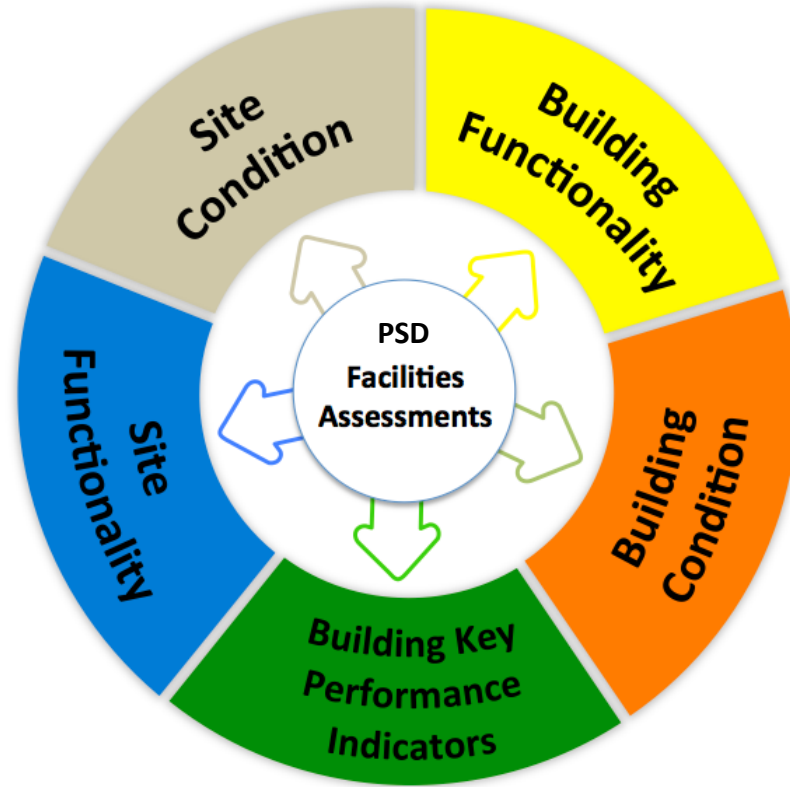 PSD
Facilities
Assessments
Building
Functionality
Building
Condition
Building Key
Performance
Indicators
Site
Functionality
Site
Condition